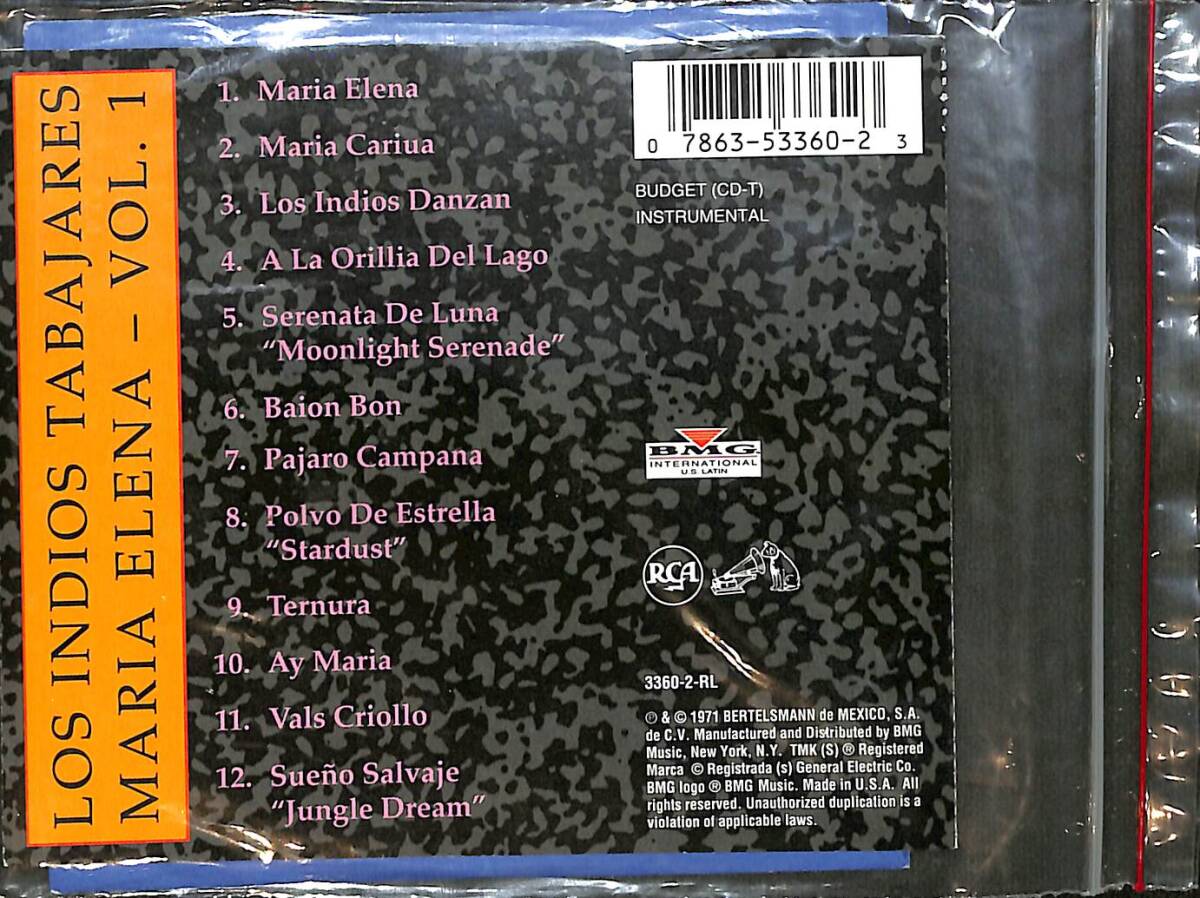 LOS INDIOS TABAJARES
MARIA ELENA – VOL. 1
1. Maria Elena
2. Maria Cariua
3. Los Indios Danzan
4. A La Orillia Del Lago
5. Serenata De Luna
“Moonlight Serenade”
6. Baion Bon
7. Pajaro Campana
8. Polvo De Estrella
“Stardust”
9. Ternura
10. Ay Maria
11. Vals Criollo
12. Sueño Salvaje
“Jungle Dream”
0 7863-53360-2 3
BUDGET (CD-T)
INSTRUMENTAL
BMG
INTERNATIONAL
U.S. LATIN
RCA
3360-2-RL
℗ & © 1971 BERTELSMANN de MEXICO, S.A.
de C.V. Manufactured and Distributed by BMG
Music, New York, N.Y. TMK (S) ® Registered
Marca © Registrada (s) General Electric Co.
BMG logo ® BMG Music. Made in U.S.A. All
rights reserved. Unauthorized duplication is a
violation of applicable laws.